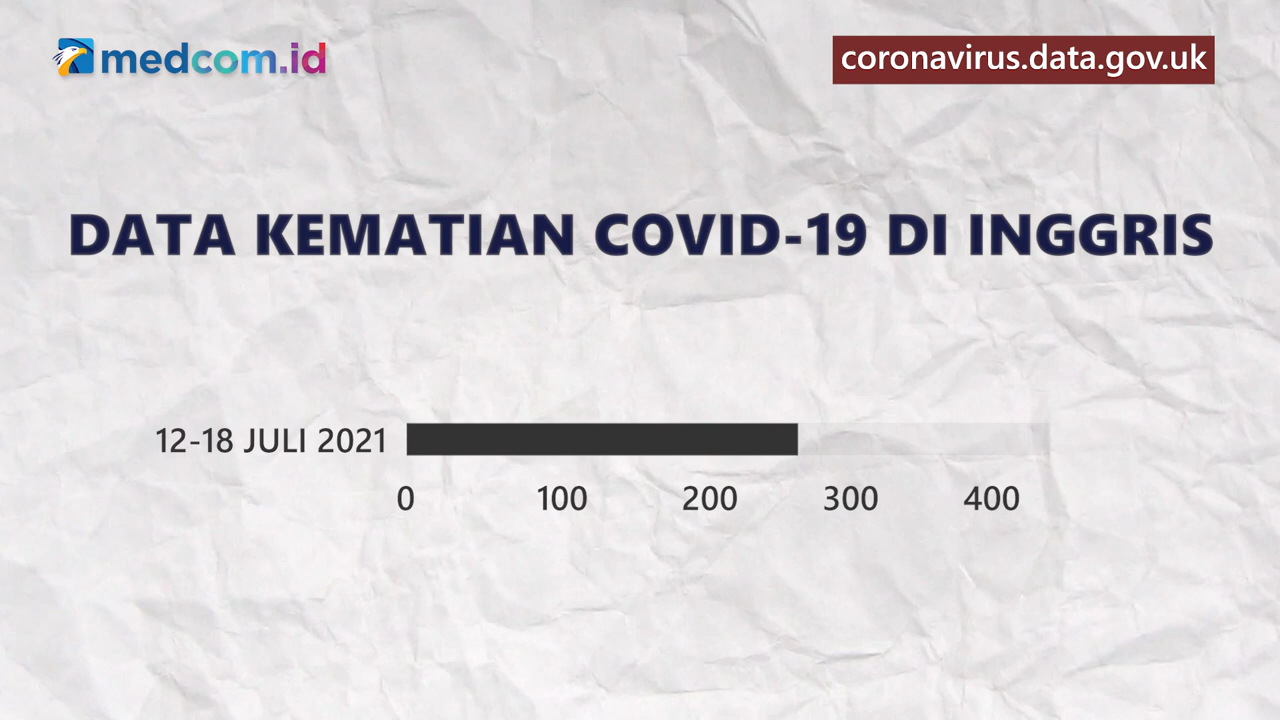 medcom.id
coronavirus.data.gov.uk
DATA KEMATIAN COVID-19 DI INGGRIS
12-18 JULI 2021
0 100 200 300 400